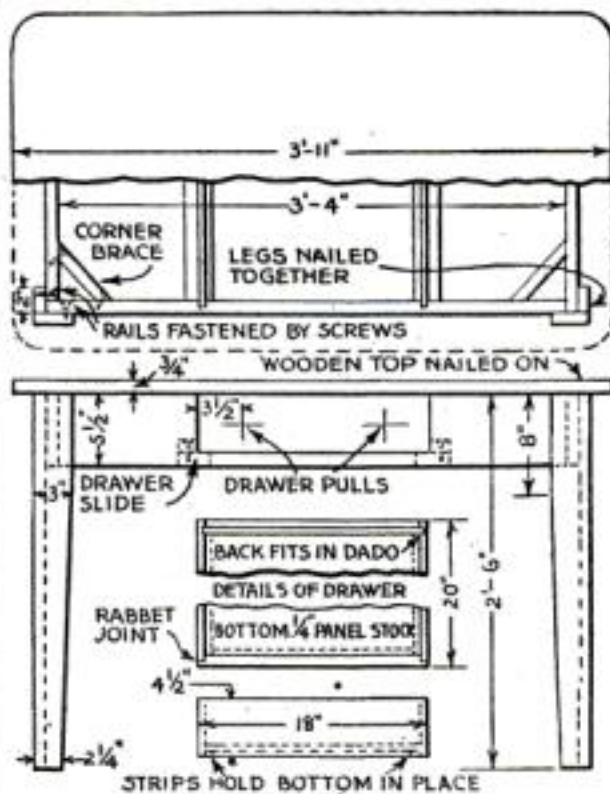 3'-11"
3'-4"
CORNER
BRACE
LEGS NAILED
TOGETHER
2"
RAILS FASTENED BY SCREWS
3/4"
WOODEN TOP NAILED ON
3 1/2"
5 1/2"
8"
DRAWER
SLIDE
DRAWER PULLS
3"
BACK FITS IN DADO
DETAILS OF DRAWER
20"
2'-6"
RABBET
JOINT
BOTTOM 1/4" PANEL STOCK
4 1/2"
18"
2 1/4"
STRIPS HOLD BOTTOM IN PLACE